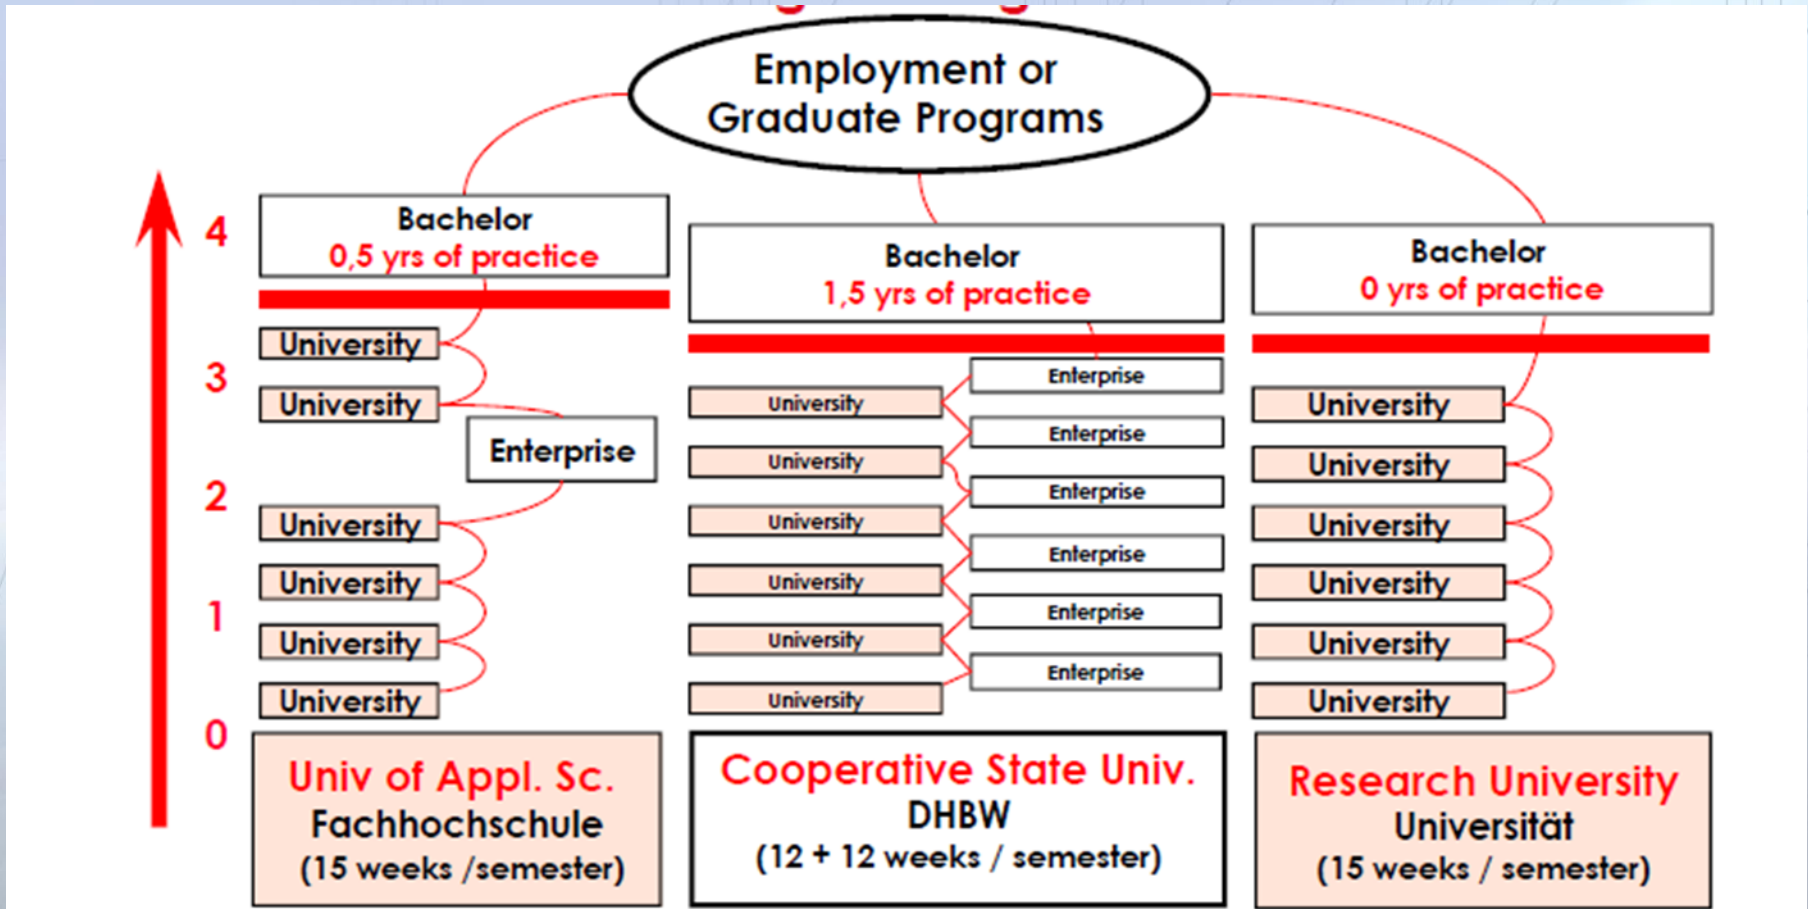 Employment or
Graduate Programs
4
3
2
1
0
Bachelor
0,5 yrs of practice
University
University
Enterprise
University
University
University
University
Univ of Appl. Sc.
Fachhochschule
(15 weeks /semester)
Bachelor
1,5 yrs of practice
Enterprise
University
Enterprise
University
Enterprise
University
Enterprise
University
Enterprise
University
Enterprise
University
Cooperative State Univ.
DHBW
(12 + 12 weeks / semester)
Bachelor
0 yrs of practice
University
University
University
University
University
University
Research University
Universität
(15 weeks / semester)